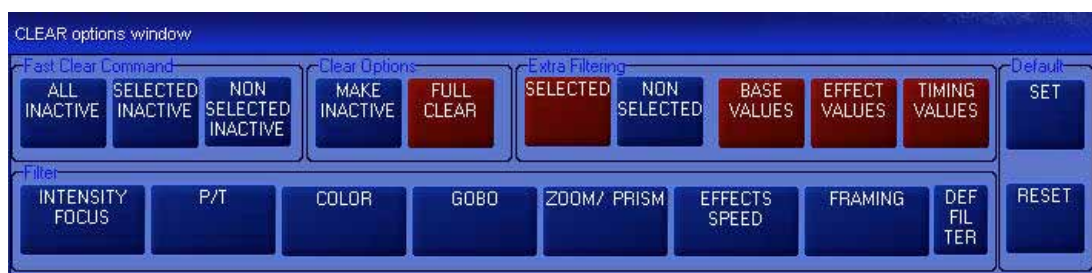 CLEAR options window
Fast Clear Command
Clear Options
Extra Filtering
Default
ALL
INACTIVE
SELECTED
INACTIVE
NON
SELECTED
INACTIVE
MAKE
INACTIVE
FULL
CLEAR
SELECTED
NON
SELECTED
BASE
VALUES
EFFECT
VALUES
TIMING
VALUES
SET
Filter
INTENSITY
FOCUS
P/T
COLOR
GOBO
ZOOM/ PRISM
EFFECTS
SPEED
FRAMING
DEF
FIL
TER
RESET